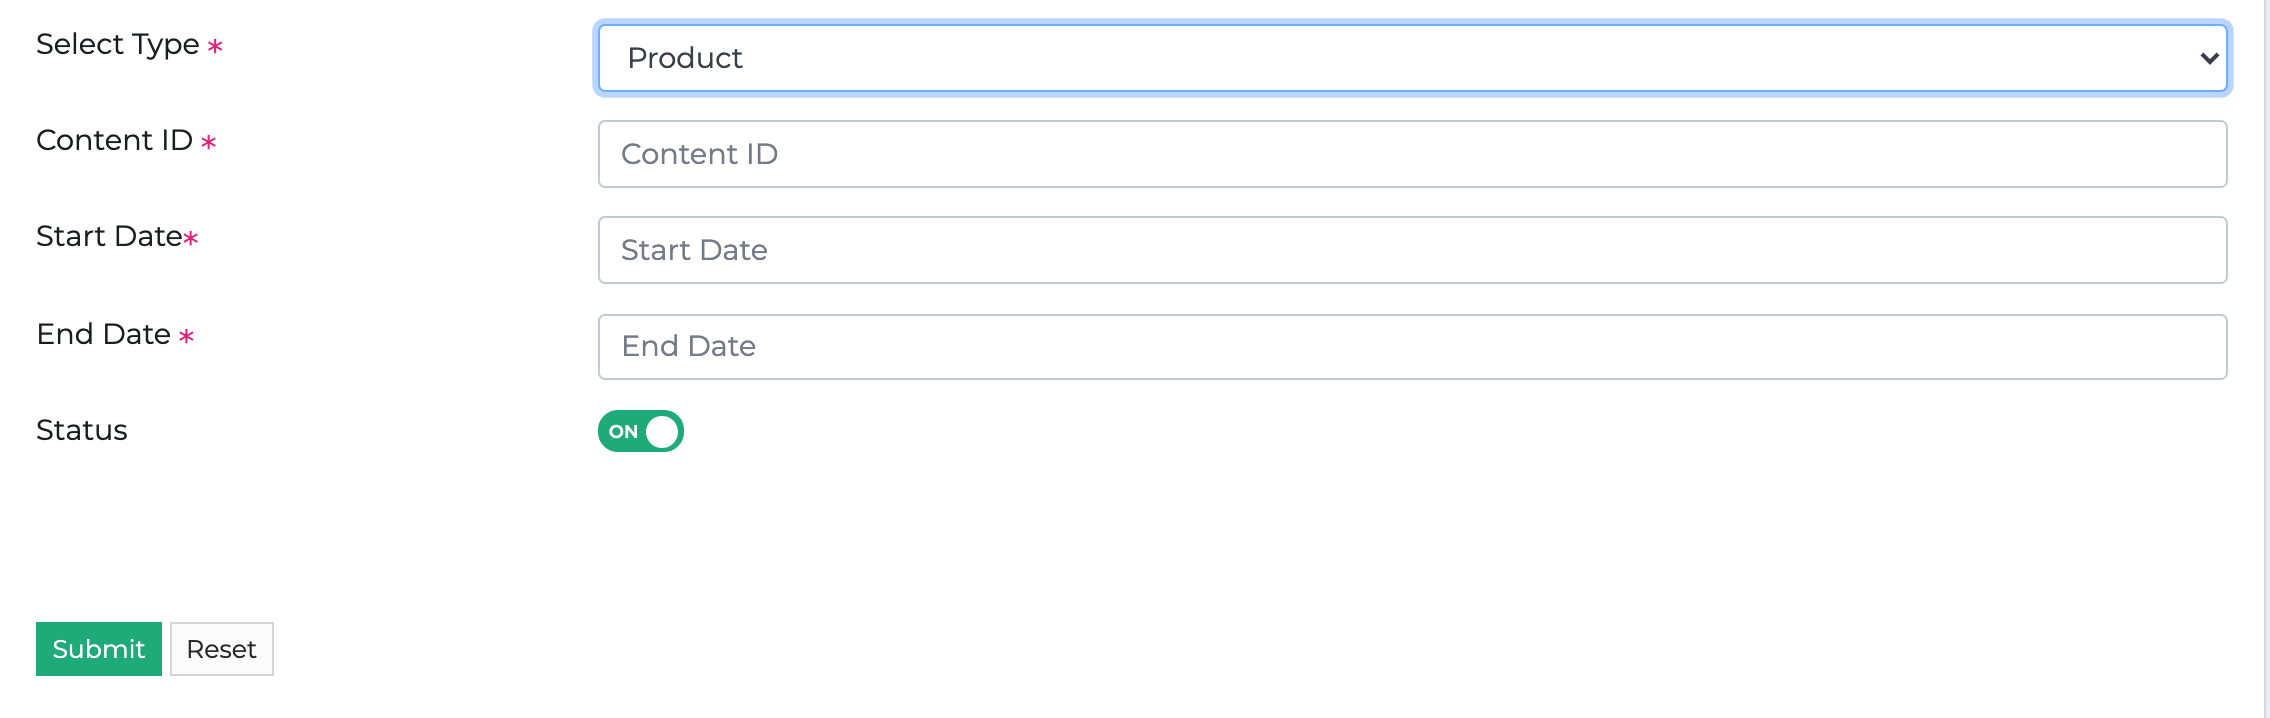 Select Type *
Product
Content ID *
Content ID
Start Date*
Start Date
End Date *
End Date
Status
ON
Submit
Reset